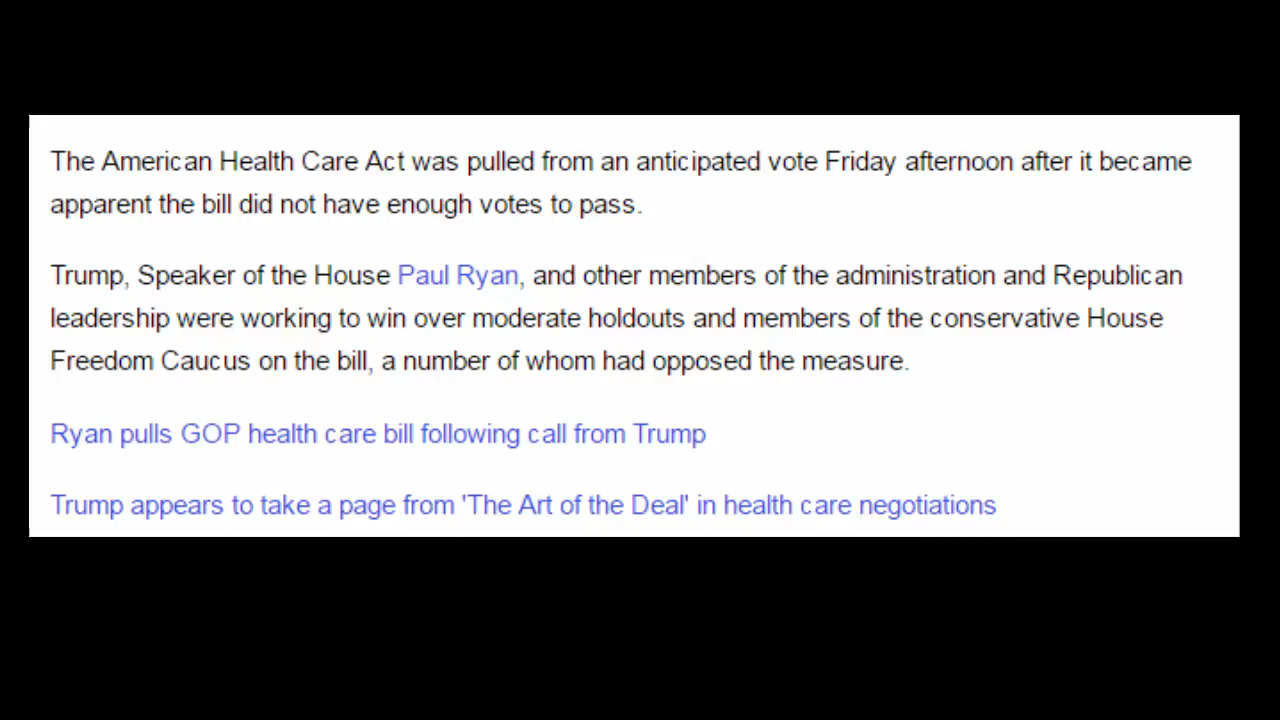 The American Health Care Act was pulled from an anticipated vote Friday afternoon after it became
apparent the bill did not have enough votes to pass.
Trump, Speaker of the House Paul Ryan, and other members of the administration and Republican
leadership were working to win over moderate holdouts and members of the conservative House
Freedom Caucus on the bill, a number of whom had opposed the measure.
Ryan pulls GOP health care bill following call from Trump
Trump appears to take a page from 'The Art of the Deal' in health care negotiations